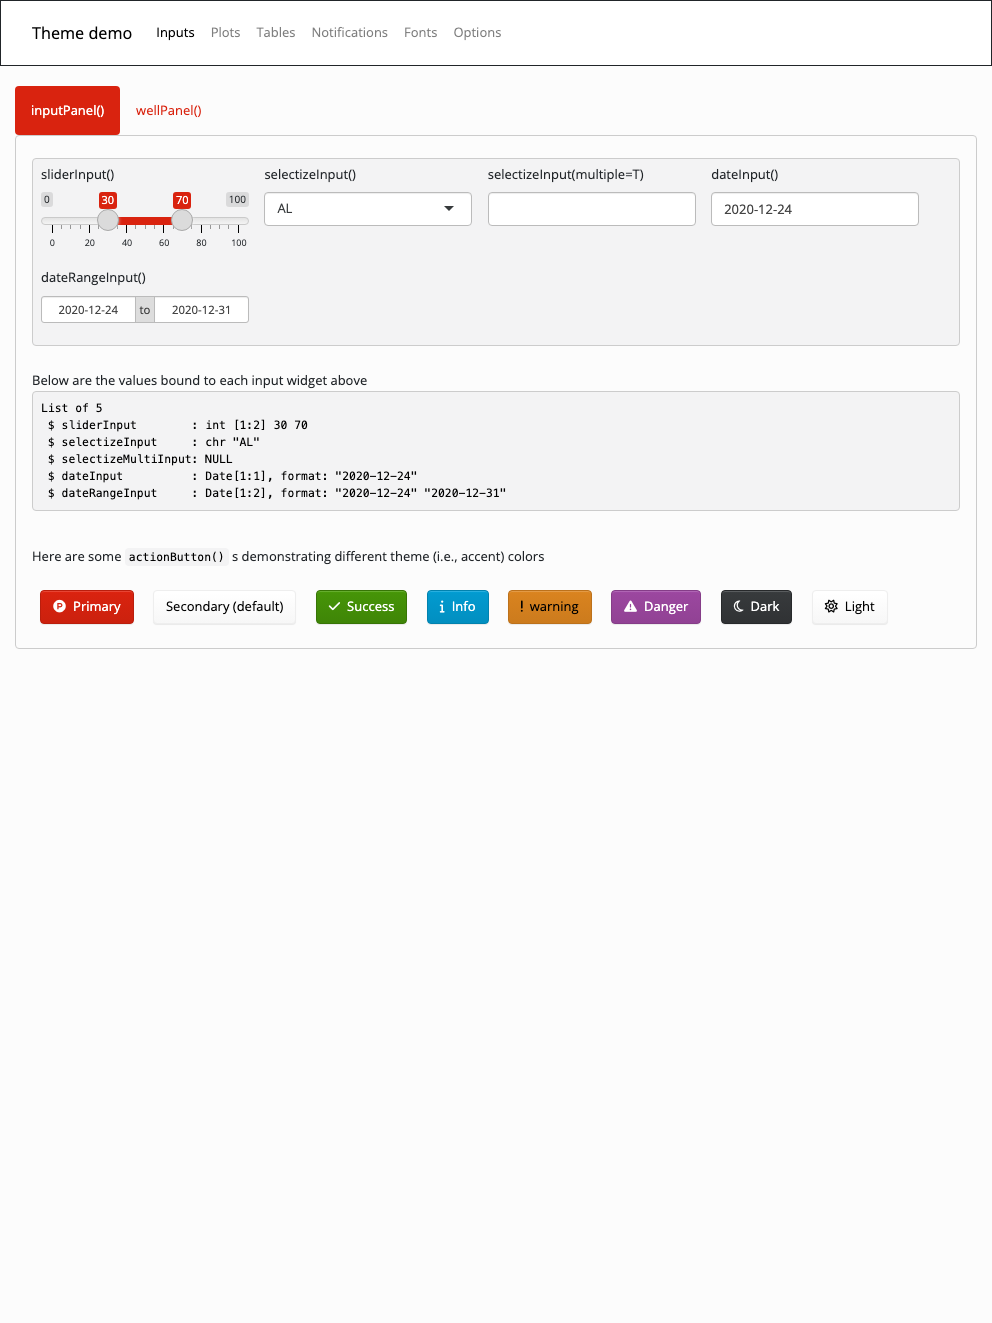 Theme demo Inputs Plots Tables Notifications Fonts Options
inputPanel() wellPanel()
sliderInput() selectizeInput() selectizeInput(multiple=T) dateInput()
0 30 70 100
AL 2020-12-24
0 20 40 60 80 100
dateRangeInput()
2020-12-24 to 2020-12-31
Below are the values bound to each input widget above
List of 5
$ sliderInput : int [1:2] 30 70
$ selectizeInput : chr "AL"
$ selectizeMultiInput: NULL
$ dateInput : Date[1:1], format: "2020-12-24"
$ dateRangeInput : Date[1:2], format: "2020-12-24" "2020-12-31"
Here are some actionButton() s demonstrating different theme (i.e., accent) colors
Primary Secondary (default) Success Info warning Danger Dark Light